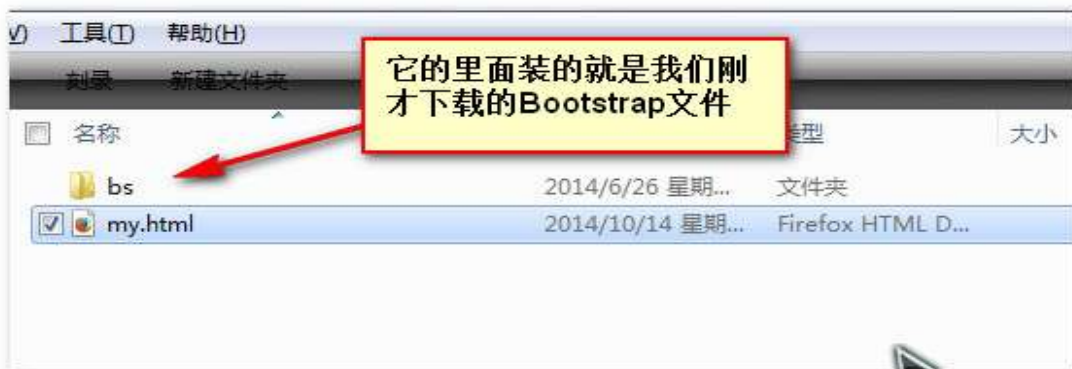 V) 工具(T) 帮助(H)
刻录 新建文件夹
它的里面装的就是我们刚
才下载的Bootstrap文件
名称 类型 大小
bs 2014/6/26 星期... 文件夹
my.html 2014/10/14 星期... Firefox HTML D...